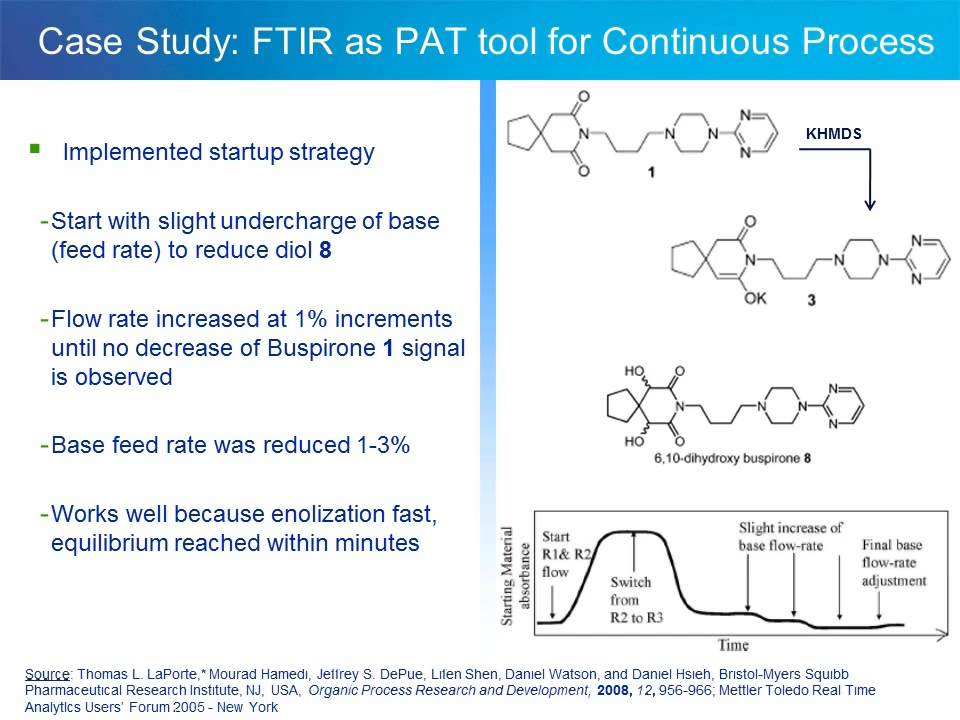 Case Study: FTIR as PAT tool for Continuous Process
▪ Implemented startup strategy
-Start with slight undercharge of base
(feed rate) to reduce diol 8
-Flow rate increased at 1% increments
until no decrease of Buspirone 1 signal
is observed
-Base feed rate was reduced 1-3%
-Works well because enolization fast,
equilibrium reached within minutes
O
N
O
N
N
N
N
1
KHMDS
O
N
OK
N
N
N
N
3
HO
O
N
HO
O
N
N
N
N
6,10-dihydroxy buspirone 8
Starting Material
absorbance
Start
R1& R2
flow
Switch
from
R2 to R3
Slight increase of
base flow-rate
Final base
flow-rate
adjustment
Time
Source: Thomas L. LaPorte,* Mourad Hamedi, Jeffrey S. DePue, Lifen Shen, Daniel Watson, and Daniel Hsieh, Bristol-Myers Squibb
Pharmaceutical Research Institute, NJ, USA, Organic Process Research and Development, 2008, 12, 956-966; Mettler Toledo Real Time
Analytics Users' Forum 2005 - New York